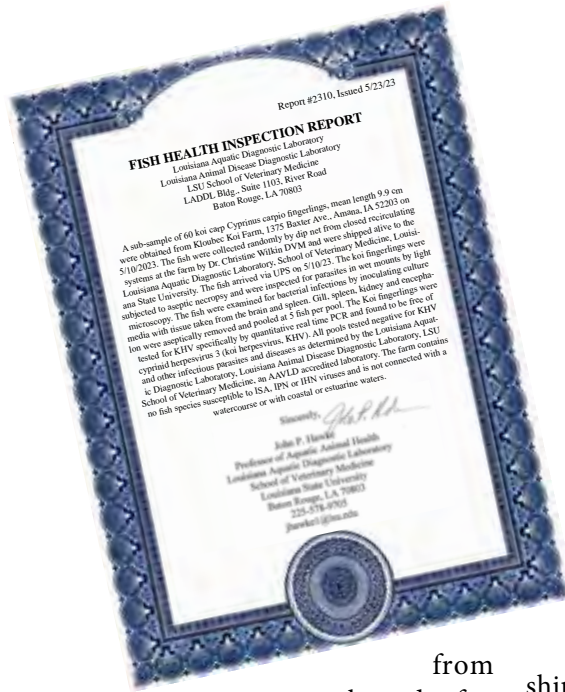 Report #2310, Issued 5/23/23
FISH HEALTH INSPECTION REPORT
Louisiana Aquatic Diagnostic Laboratory
Louisiana Animal Disease Diagnostic Laboratory
LSU School of Veterinary Medicine
LADDL Bldg., Suite 1103, River Road
Baton Rouge, LA 70803
A sub-sample of 60 koi carp Cyprinus carpio fingerlings, mean length 9.9 cm
were obtained from Kloubec Koi Farm, 1375 Baxter Ave., Amana, IA 52203 on
5/10/2023. The fish were collected randomly by dip net from closed recirculating
systems at the farm by Dr. Christine Wilkin DVM and were shipped alive to the
Louisiana Aquatic Diagnostic Laboratory, School of Veterinary Medicine, Louisi-
ana State University. The fish arrived via UPS on 5/10/23. The koi fingerlings were
subjected to aseptic necropsy and were inspected for parasites in wet mounts by light
microscopy. The fish were examined for bacterial infections by inoculating culture
media with tissue taken from the brain and spleen. Gill, spleen, kidney and encepha-
lon were aseptically removed and pooled at 5 fish per pool. The Koi fingerlings were
tested for KHV specifically by quantitative real time PCR and found to be free of
cyprinid herpesvirus 3 (koi herpesvirus, KHV). All pools tested negative for KHV
and other infectious parasites and diseases as determined by the Louisiana Aquat-
ic Diagnostic Laboratory, Louisiana Animal Disease Diagnostic Laboratory, LSU
School of Veterinary Medicine, an AAVLD accredited laboratory. The farm contains
no fish species susceptible to ISA, IPN or IHN viruses and is not connected with a
watercourse or with coastal or estuarine waters.
Sincerely,
John P. Hawke
Professor of Aquatic Animal Health
Louisiana Aquatic Diagnostic Laboratory
School of Veterinary Medicine
Louisiana State University
Baton Rouge, LA 70803
225-578-9705
jhawke1@lsu.edu
from